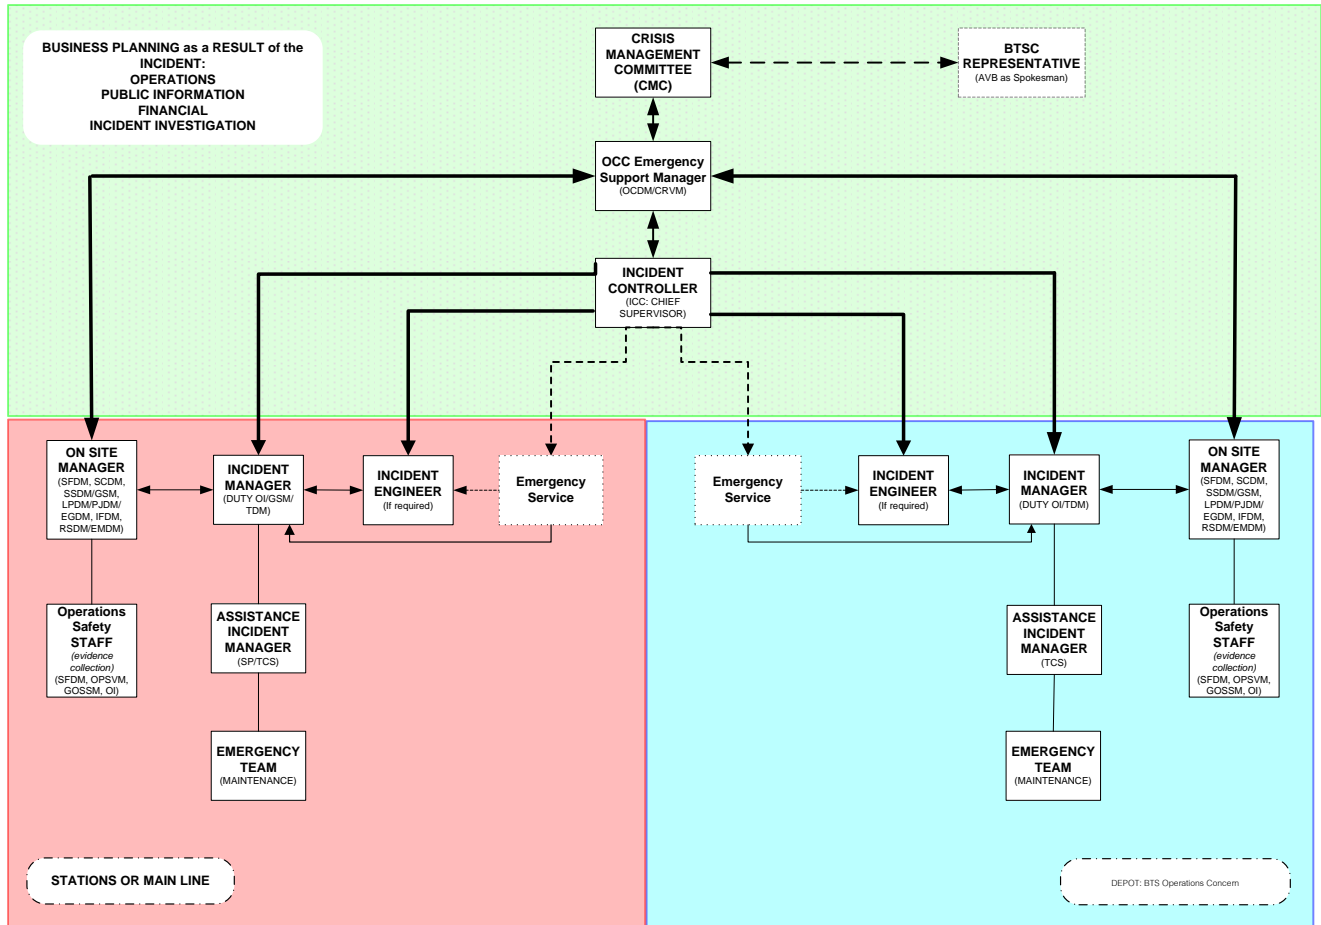 BUSINESS PLANNING as a RESULT of the
INCIDENT:
OPERATIONS
PUBLIC INFORMATION
FINANCIAL
INCIDENT INVESTIGATION
CRISIS
MANAGEMENT
COMMITTEE
(CMC)
BTSC
REPRESENTATIVE
(AVB as Spokesman)
OCC Emergency
Support Manager
(OCDM/CRVM)
INCIDENT
CONTROLLER
(ICC: CHIEF
SUPERVISOR)
ON SITE
MANAGER
(SFDM, SCDM,
SSDM/GSM,
LPDM/PJDM/
EGDM, IFDM,
RSDM/EMDM)
INCIDENT
MANAGER
(DUTY OI/GSM/
TDM)
INCIDENT
ENGINEER
(If required)
Emergency
Service
Emergency
Service
INCIDENT
ENGINEER
(If required)
INCIDENT
MANAGER
(DUTY OI/TDM)
ON SITE
MANAGER
(SFDM, SCDM,
SSDM/GSM,
LPDM/PJDM/
EGDM, IFDM,
RSDM/EMDM)
Operations
Safety
STAFF
(evidence
collection)
(SFDM, OPSVM,
GOSSM, OI)
ASSISTANCE
INCIDENT
MANAGER
(SP/TCS)
ASSISTANCE
INCIDENT
MANAGER
(TCS)
Operations
Safety
STAFF
(evidence
collection)
(SFDM, OPSVM,
GOSSM, OI)
EMERGENCY
TEAM
(MAINTENANCE)
EMERGENCY
TEAM
(MAINTENANCE)
STATIONS OR MAIN LINE
DEPOT: BTS Operations Concern